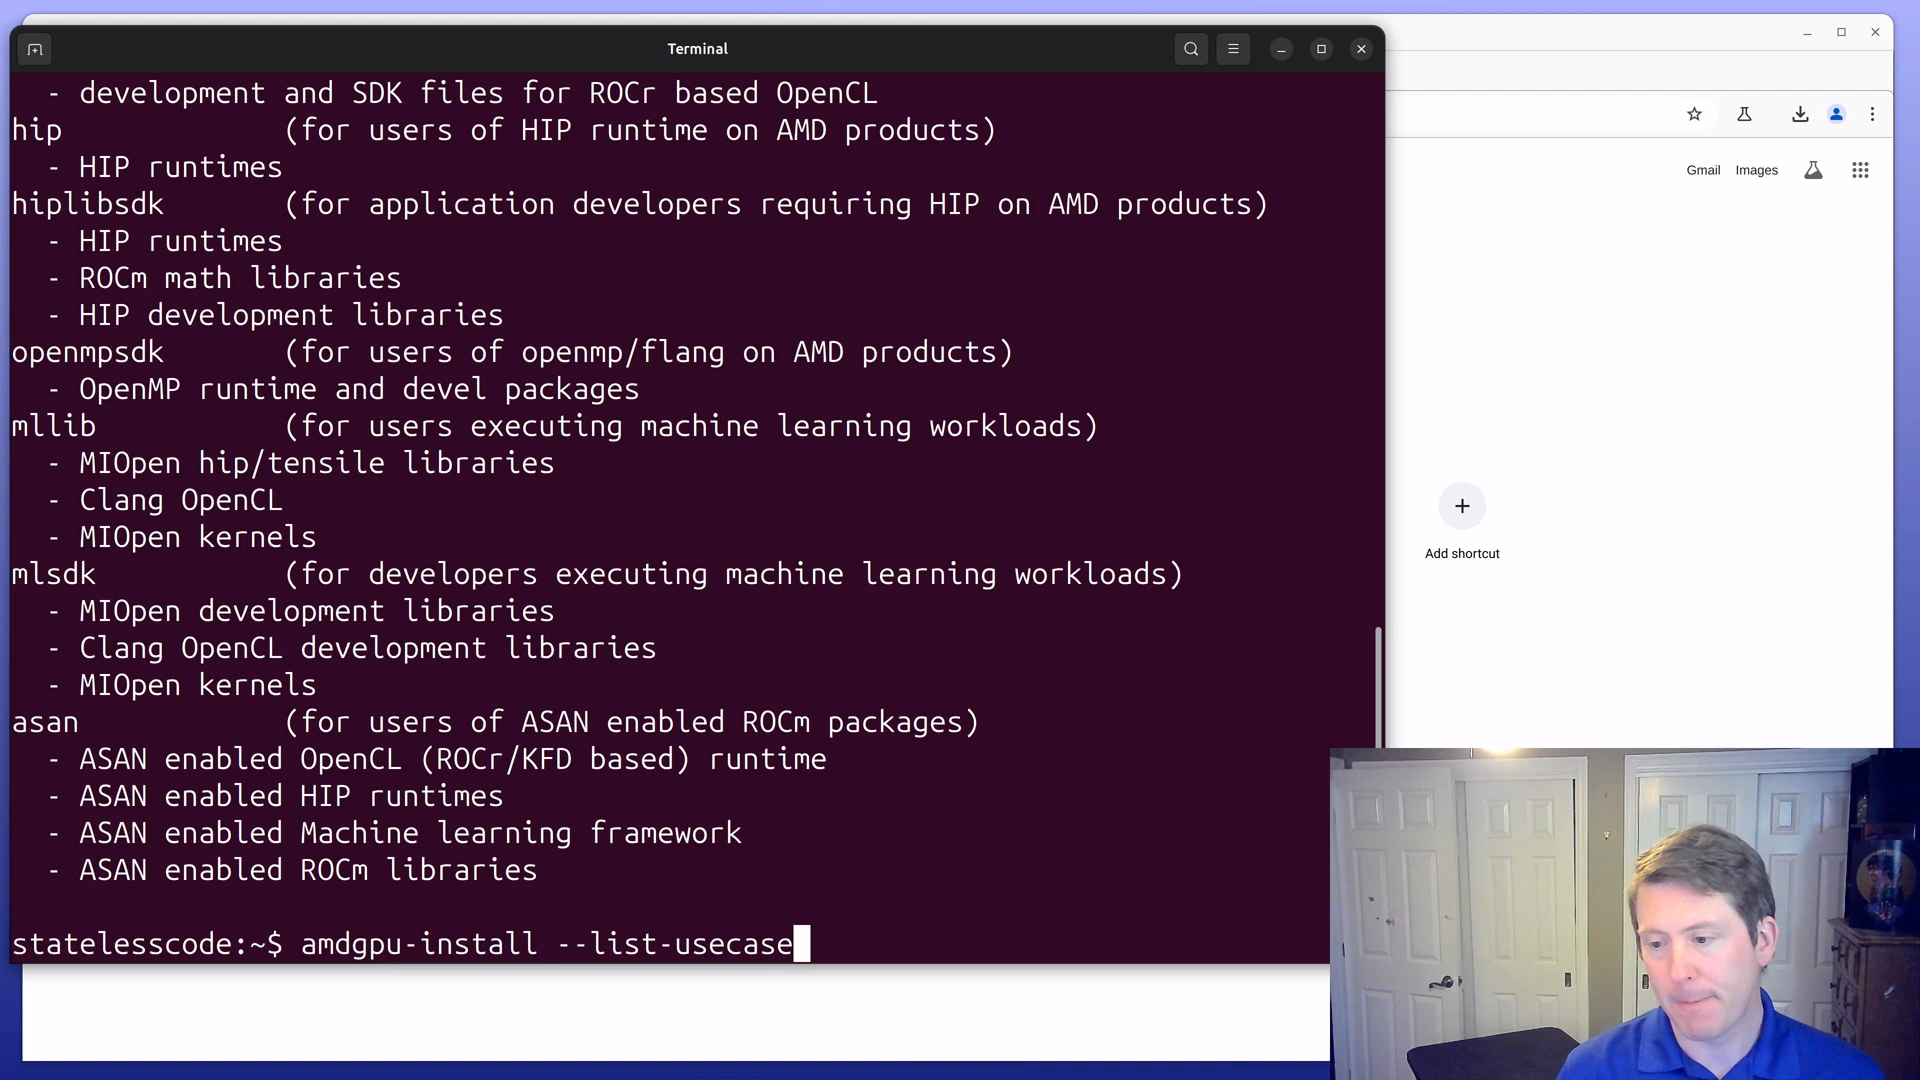 Terminal
- development and SDK files for ROCr based OpenCL
hip (for users of HIP runtime on AMD products)
- HIP runtimes
hiplibsdk (for application developers requiring HIP on AMD products)
- HIP runtimes
- ROCm math libraries
- HIP development libraries
openmpsdk (for users of openmp/flang on AMD products)
- OpenMP runtime and devel packages
mllib (for users executing machine learning workloads)
- MIOpen hip/tensile libraries
- Clang OpenCL
- MIOpen kernels
mlsdk (for developers executing machine learning workloads)
- MIOpen development libraries
- Clang OpenCL development libraries
- MIOpen kernels
asan (for users of ASAN enabled ROCm packages)
- ASAN enabled OpenCL (ROCr/KFD based) runtime
- ASAN enabled HIP runtimes
- ASAN enabled Machine learning framework
- ASAN enabled ROCm libraries
statelesscode:~$ amdgpu-install --list-usecase
Gmail Images
Add shortcut